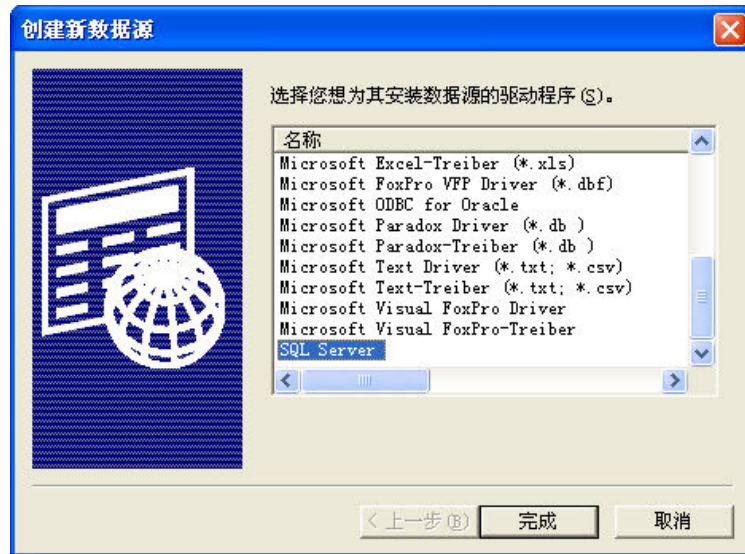 创建新数据源
选择您想为其安装数据源的驱动程序(S)。
名称
Microsoft Excel-Treiber (*.xls)
Microsoft FoxPro VFP Driver (*.dbf)
Microsoft ODBC for Oracle
Microsoft Paradox Driver (*.db )
Microsoft Paradox-Treiber (*.db )
Microsoft Text Driver (*.txt; *.csv)
Microsoft Text-Treiber (*.txt; *.csv)
Microsoft Visual FoxPro Driver
Microsoft Visual FoxPro-Treiber
SQL Server
< 上一步(B) 完成 取消